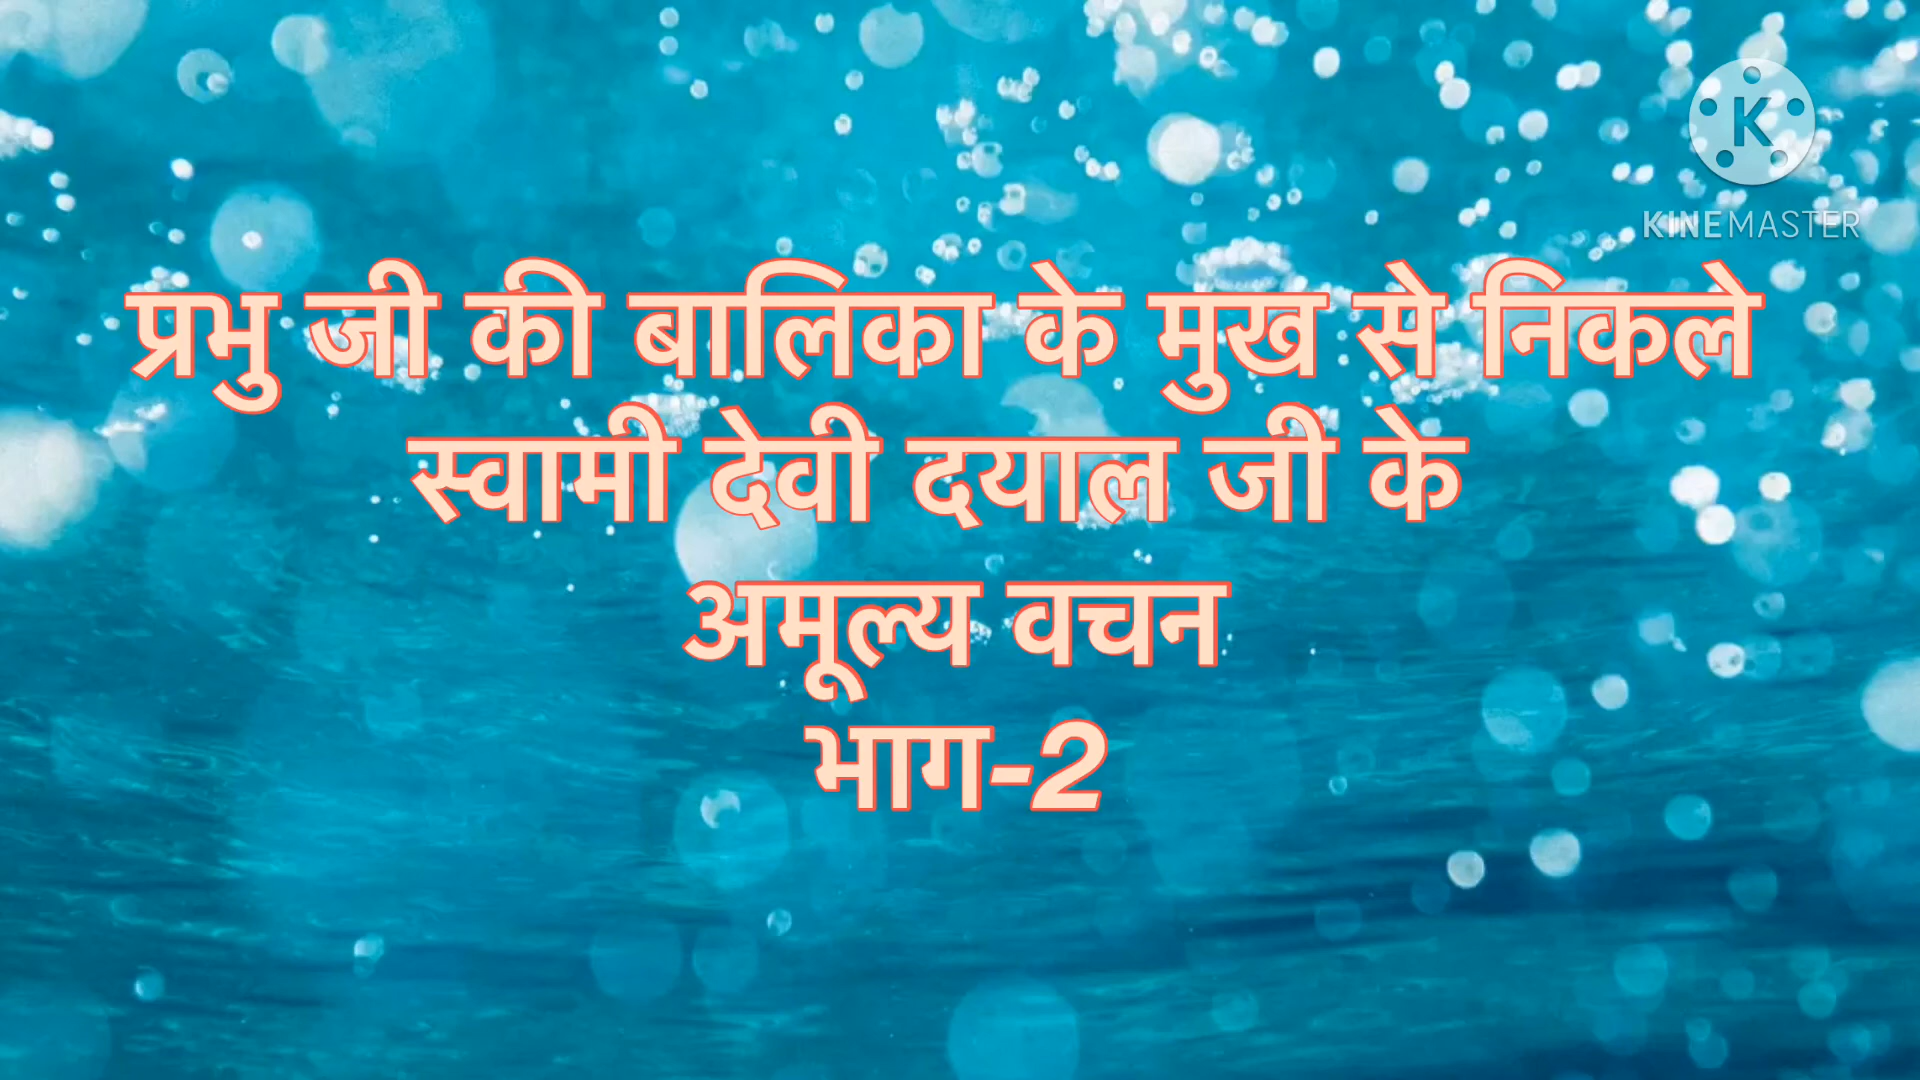 K
KINEMASTER
प्रभु जी की बालिका के मुख से निकले
स्वामी देवी दयाल जी के
अमूल्य वचन
भाग-2